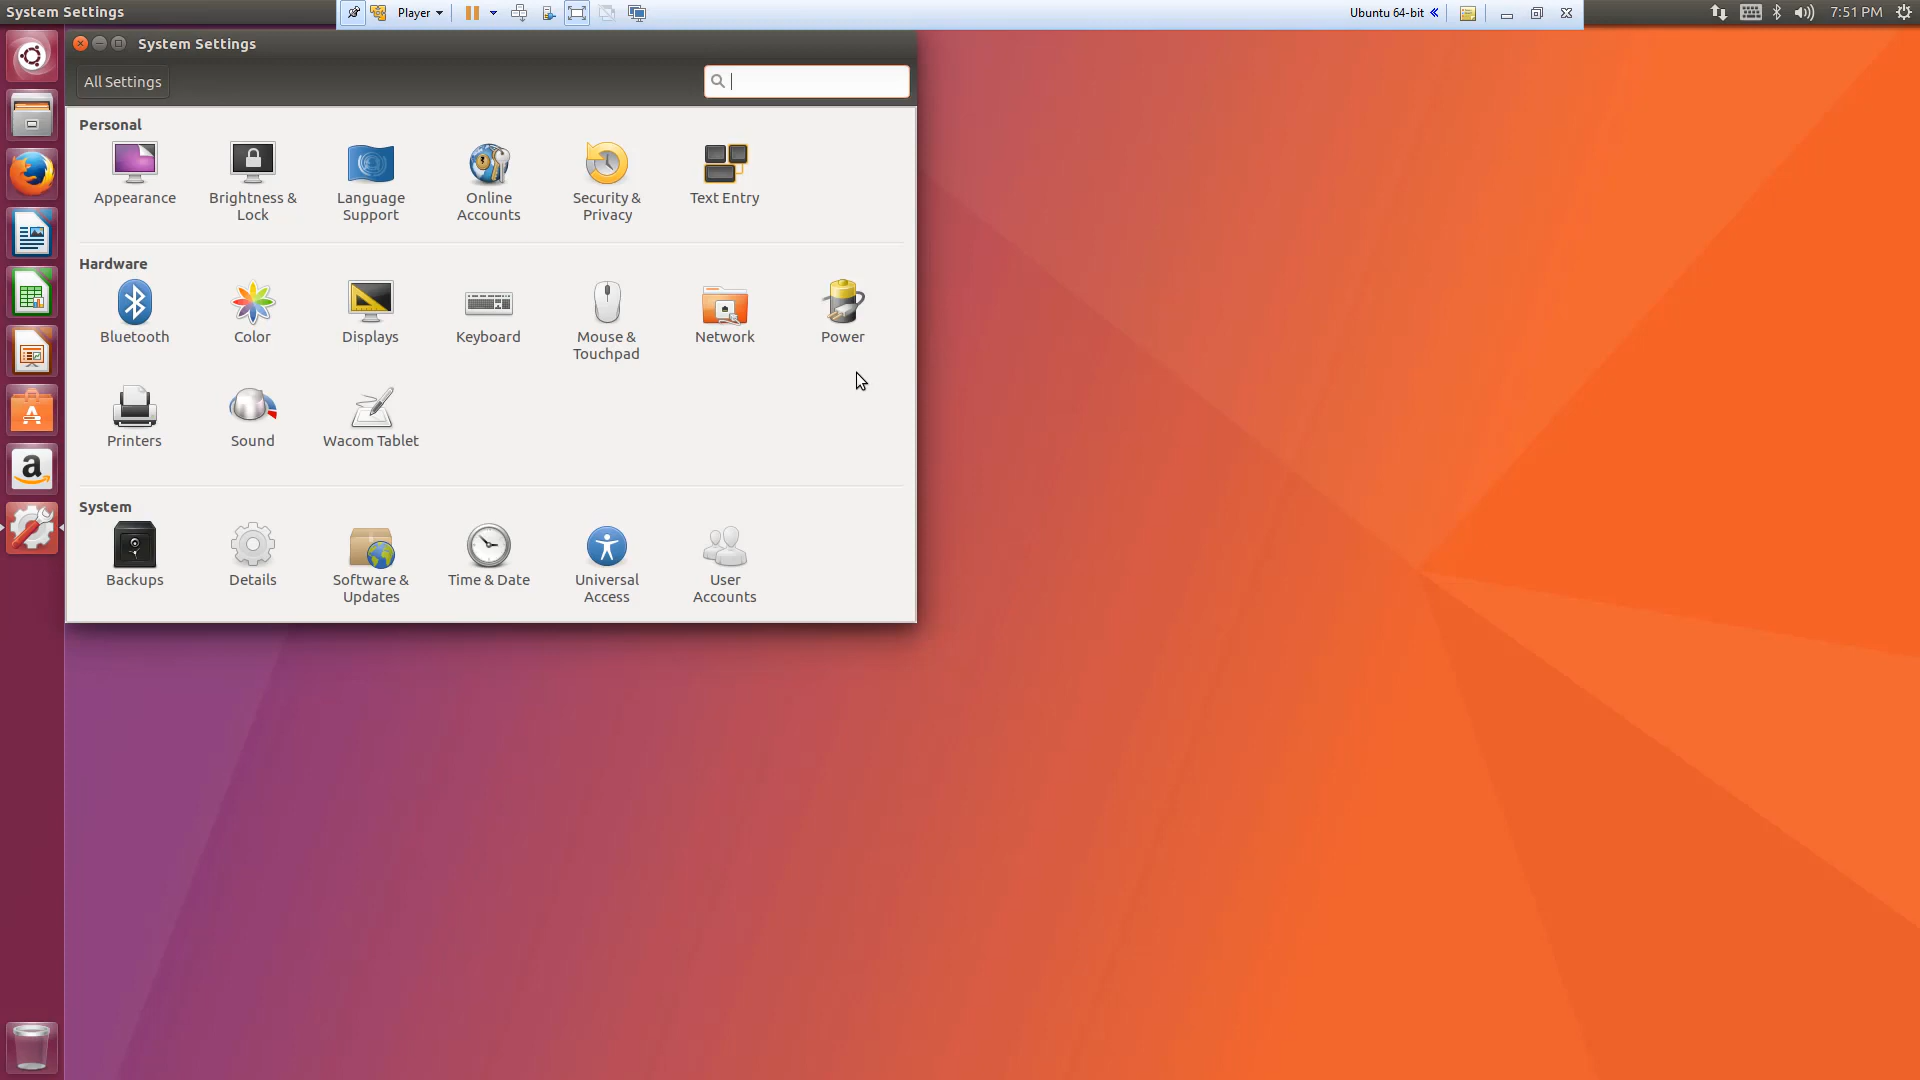 System Settings
Player
Ubuntu 64-bit
7:51 PM
System Settings
All Settings
Personal
Appearance
Brightness &
Lock
Language
Support
Online
Accounts
Security &
Privacy
Text Entry
Hardware
Bluetooth
Color
Displays
Keyboard
Mouse &
Touchpad
Network
Power
Printers
Sound
Wacom Tablet
System
Backups
Details
Software &
Updates
Time & Date
Universal
Access
User
Accounts